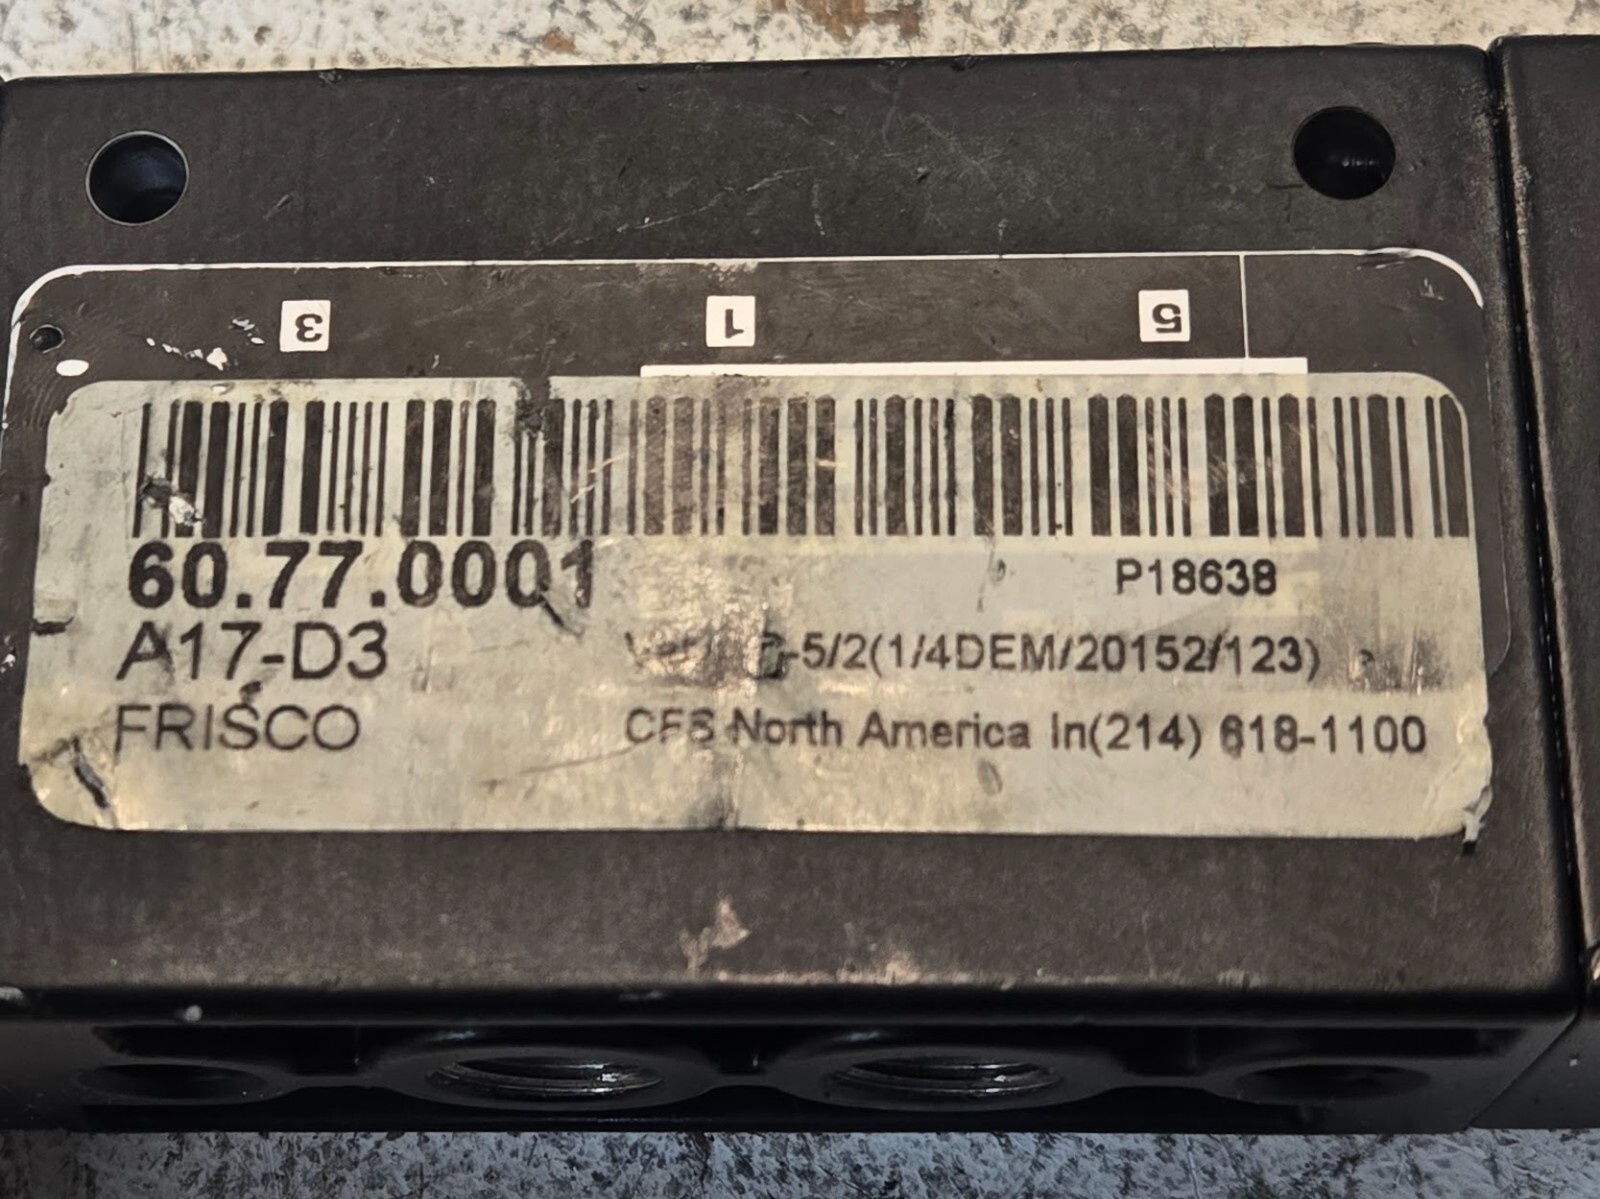 3 1 5
60.77.0001
P18638
A17-D3
-5/2(1/4DEM/20152/123)
FRISCO
CFS North America In(214) 618-1100